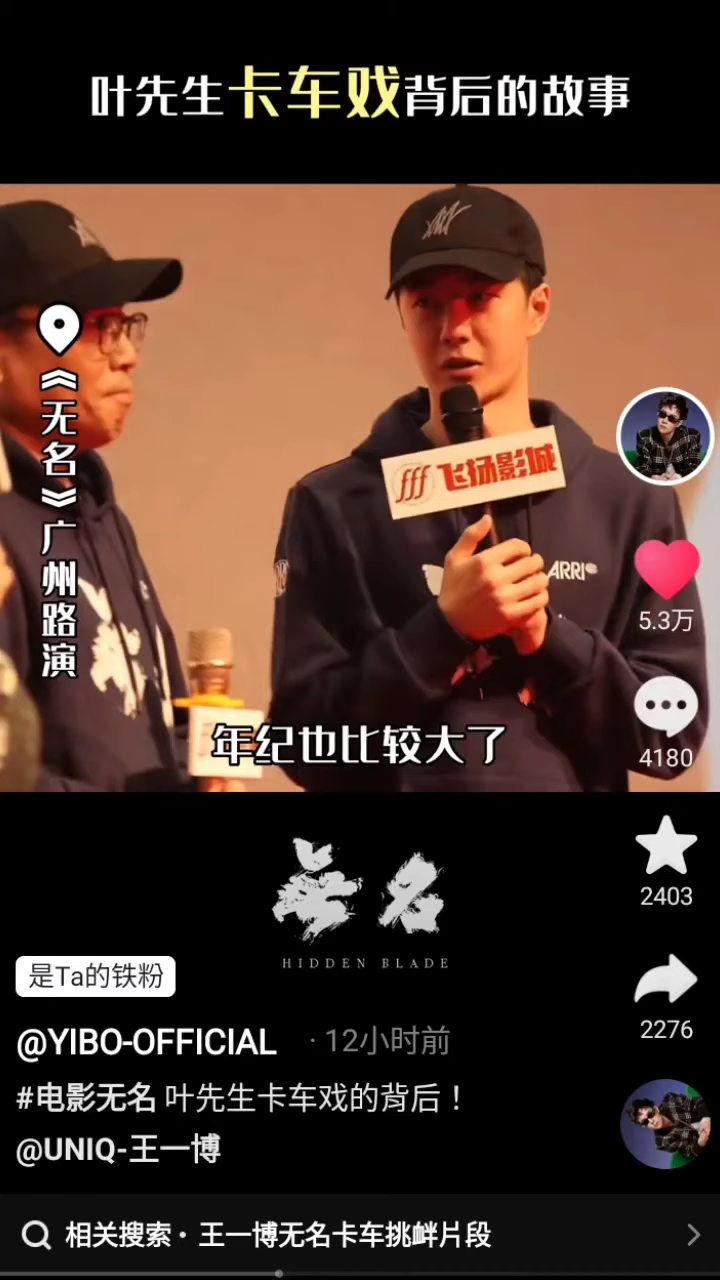 叶先生卡车戏背后的故事
《无名》广州路演
fff 飞扬影城
ARRI
5.3万
年纪也比较大了
4180
無名
HIDDEN BLADE
2403
是Ta的铁粉
2276
@YIBO-OFFICIAL · 12小时前
#电影无名 叶先生卡车戏的背后！
@UNIQ-王一博
相关搜索· 王一博无名卡车挑衅片段